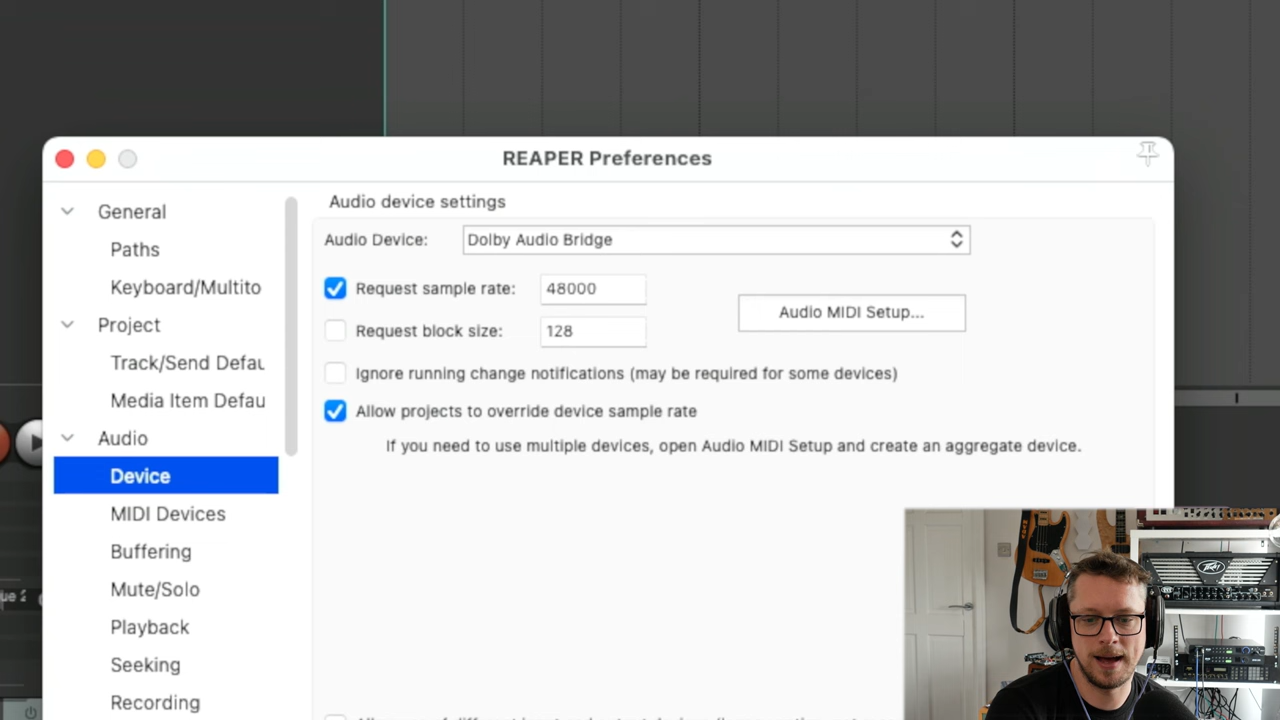 REAPER Preferences
General
Paths
Keyboard/Multito
Project
Track/Send Defau
Media Item Defau
Audio
Device
MIDI Devices
Buffering
Mute/Solo
Playback
Seeking
Recording
Audio device settings
Audio Device: Dolby Audio Bridge
Request sample rate: 48000
Audio MIDI Setup...
Request block size: 128
Ignore running change notifications (may be required for some devices)
Allow projects to override device sample rate
If you need to use multiple devices, open Audio MIDI Setup and create an aggregate device.
PEAVEY